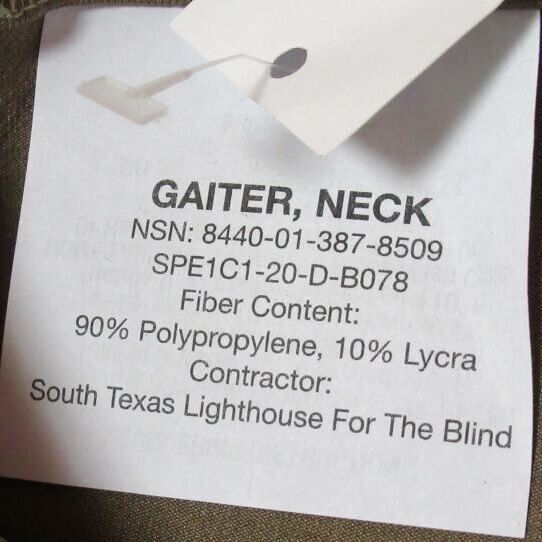 GAITER, NECK
NSN: 8440-01-387-8509
SPE1C1-20-D-B078
Fiber Content:
90% Polypropylene, 10% Lycra
Contractor:
South Texas Lighthouse For The Blind